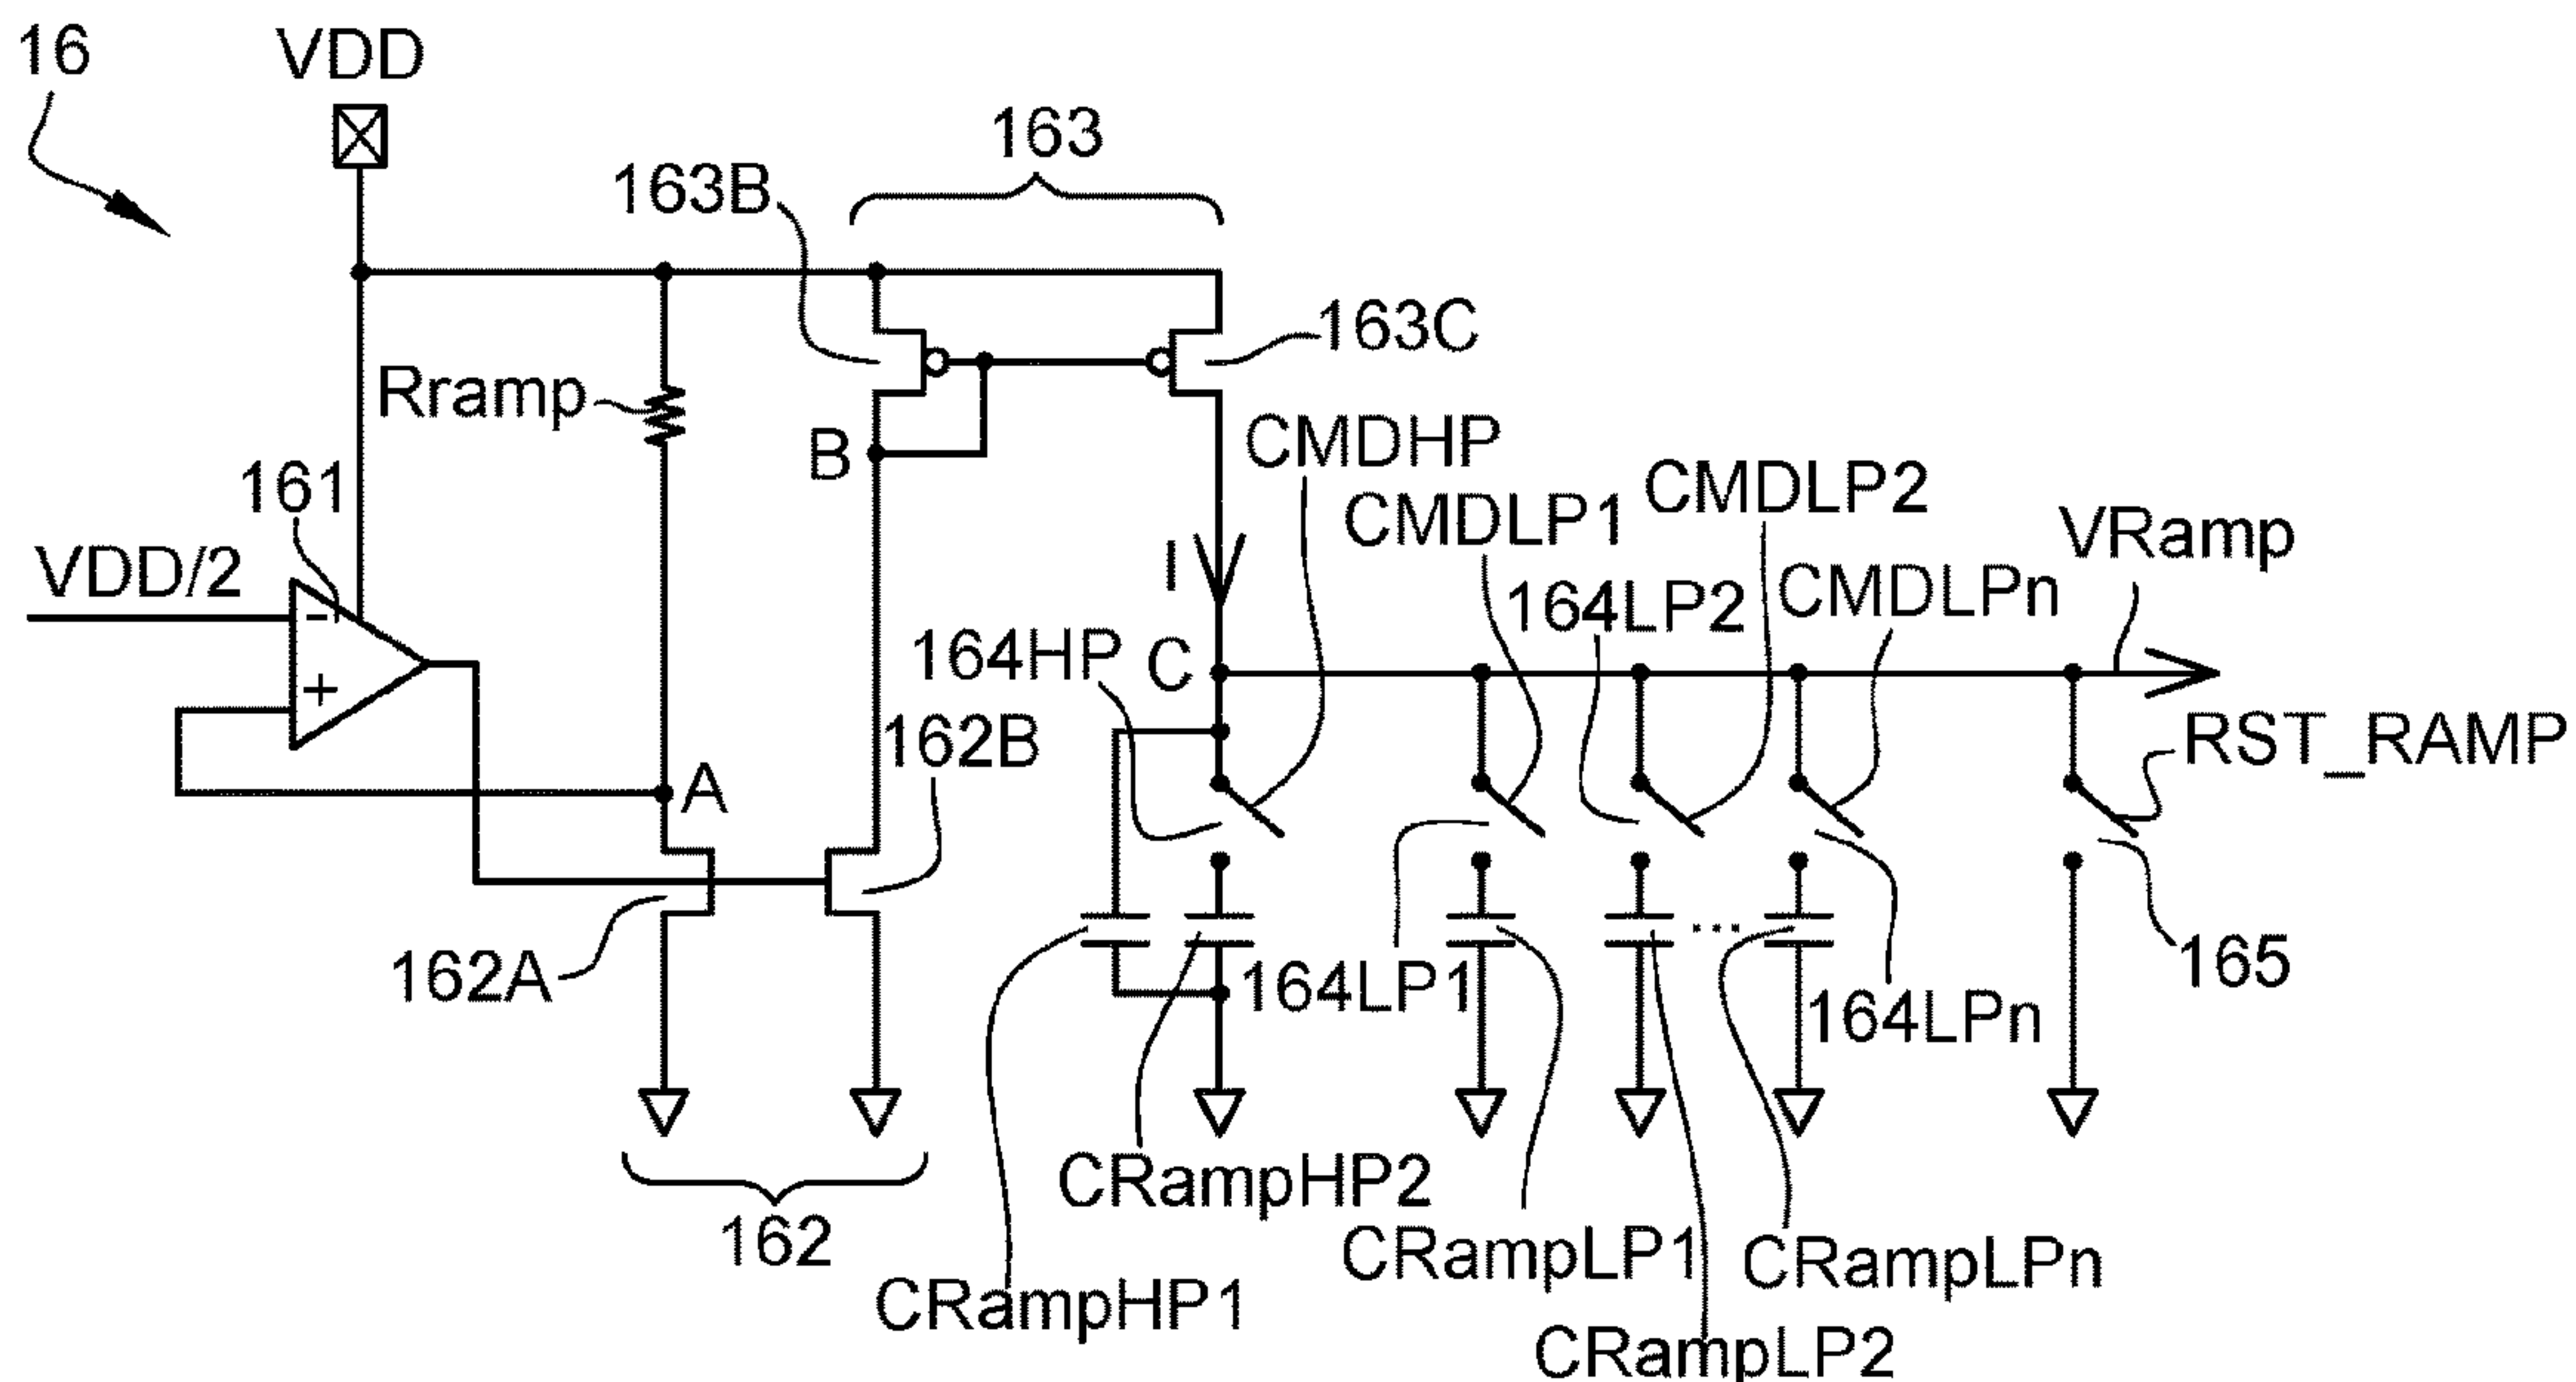 16
VDD
163
163B
163C
Rramp
B
CMDHP
CMDLP2
161
CMDLP1
VRamp
VDD/2
I
164LP2
CMDLPn
-
164HP
C
+
162B
RST_RAMP
A
162A
164LP1
...
165
164LPn
CRampHP2
162
CRampLP1
CRampLPn
CRampHP1
CRampLP2